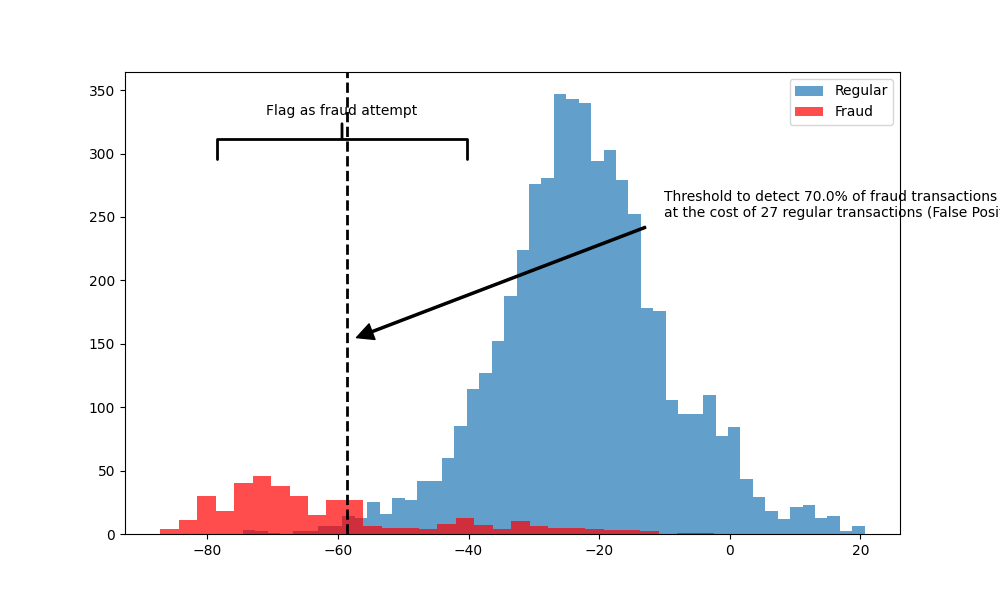 350
300
250
200
150
100
50
0
Flag as fraud attempt
Regular
Fraud
Threshold to detect 70.0% of fraud transactions
at the cost of 27 regular transactions (False
−80
−60
−40
−20
0
20